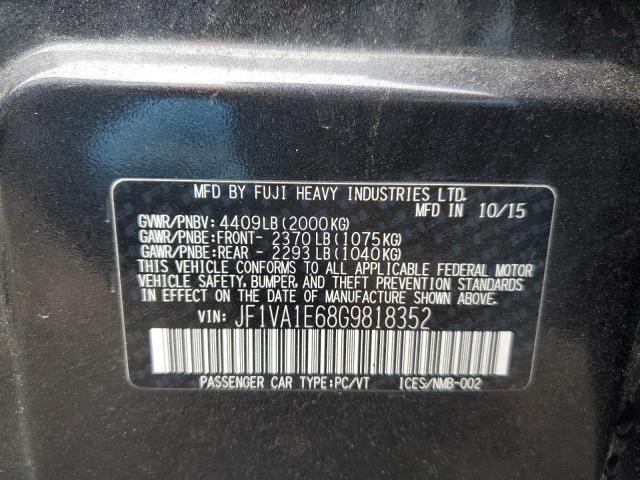 MFD BY FUJI HEAVY INDUSTRIES LTD.
MFD IN 10/15
GVWR/PNBV: 4409LB(2000KG)
GAWR/PNBE:FRONT- 2370LB(1075KG)
GAWR/PNBE:REAR - 2293LB(1040KG)
THIS VEHICLE CONFORMS TO ALL APPLICABLE FEDERAL MOTOR
VEHICLE SAFETY, BUMPER, AND THEFT PREVENTION STANDARDS
IN EFFECT ON THE DATE OF MANUFACTURE SHOWN ABOVE.
VIN: JF1VA1E68G9818352
PASSENGER CAR TYPE:PC/VT ICES/NMB-002